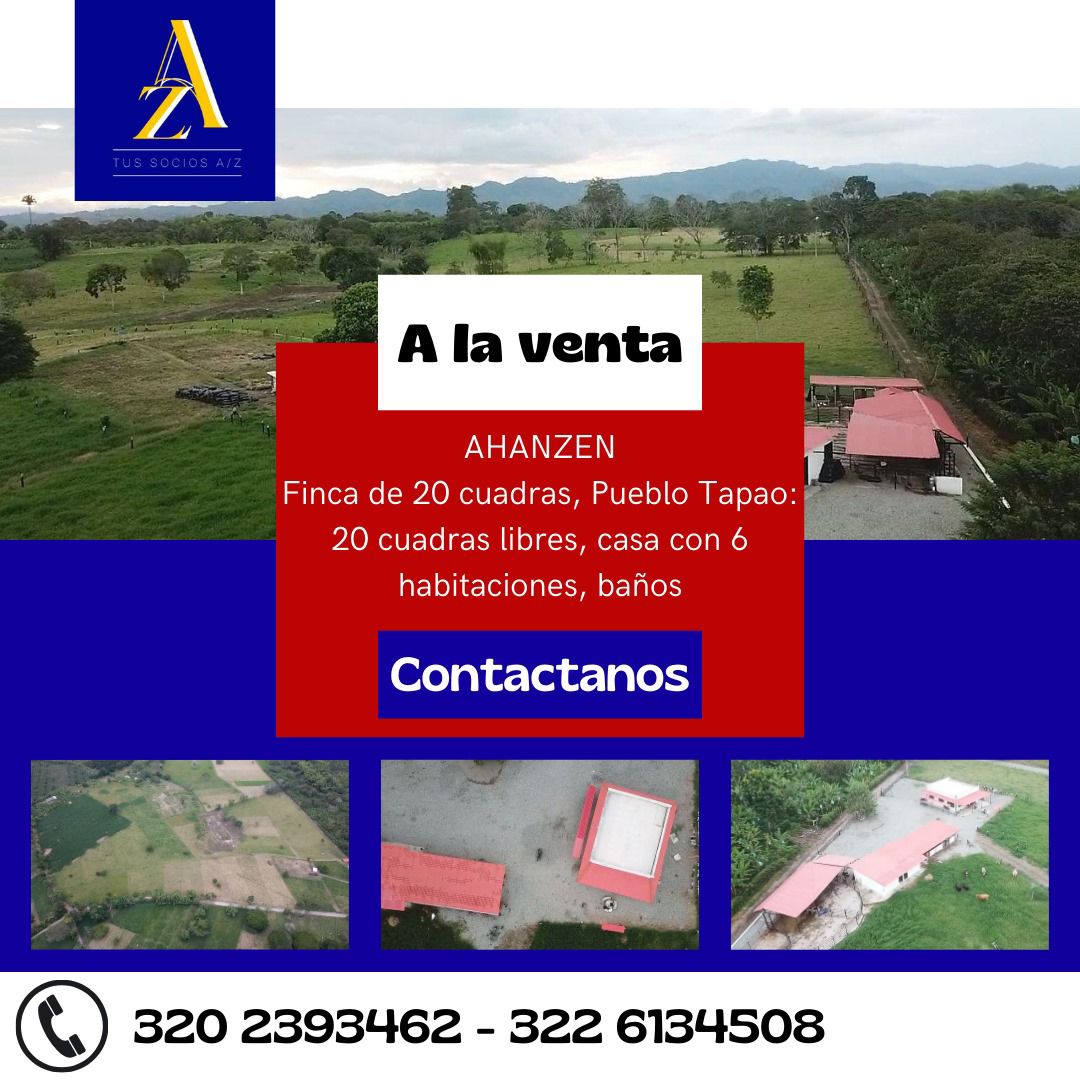 AZ
TUS SOCIOS A/Z
A la venta
AHANZEN
Finca de 20 cuadras, Pueblo Tapao:
20 cuadras libres, casa con 6
habitaciones, baños
Contactanos
320 2393462 - 322 6134508